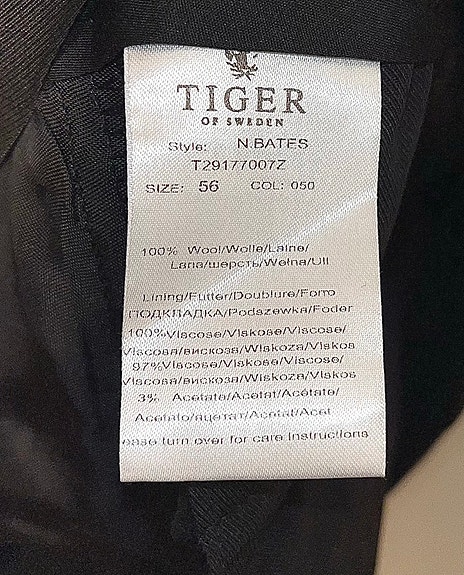 TIGER
OF SWEDEN
Style: N.BATES
T29177007Z
SIZE: 56 COL: 050
100% Wool/Wolle/Laine/
Lana/шерсть/Wełna/Ull
Lining/Futter/Doublure/Forro
ПОДКЛАДКА/Podszewka/Foder
100%Viscose/Viskose/Viscose/
Viscosa/вискоза/Wiskoza/Viskos
97%Viscose/Viskose/Viscose/
Viscosa/вискоза/Wiskoza/Viskos
3% Acetate/Acetat/Acétate/
Acetato/ацетат/Acetat/Acet
ease turn over for care instructions